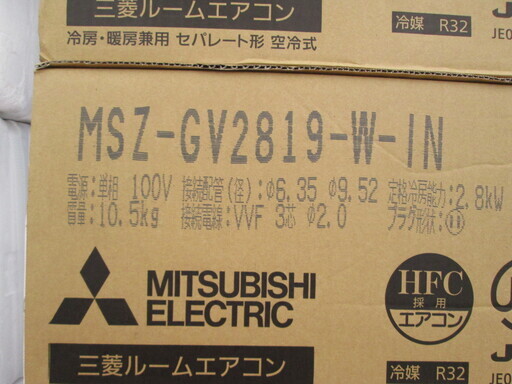 三菱ルームエアコン
冷媒 R32
冷房・暖房兼用 セパレート形 空冷式
MSZ-GV2819-W-IN
電源:単相 100V 接続配管(径):φ6.35 φ9.52 定格冷房能力:2.8kW
質量:10.5kg 接続電線:VVF 3芯 φ2.0 プラグ形状:
MITSUBISHI
ELECTRIC
HFC
採用
エアコン
三菱ルームエアコン
冷媒 R32